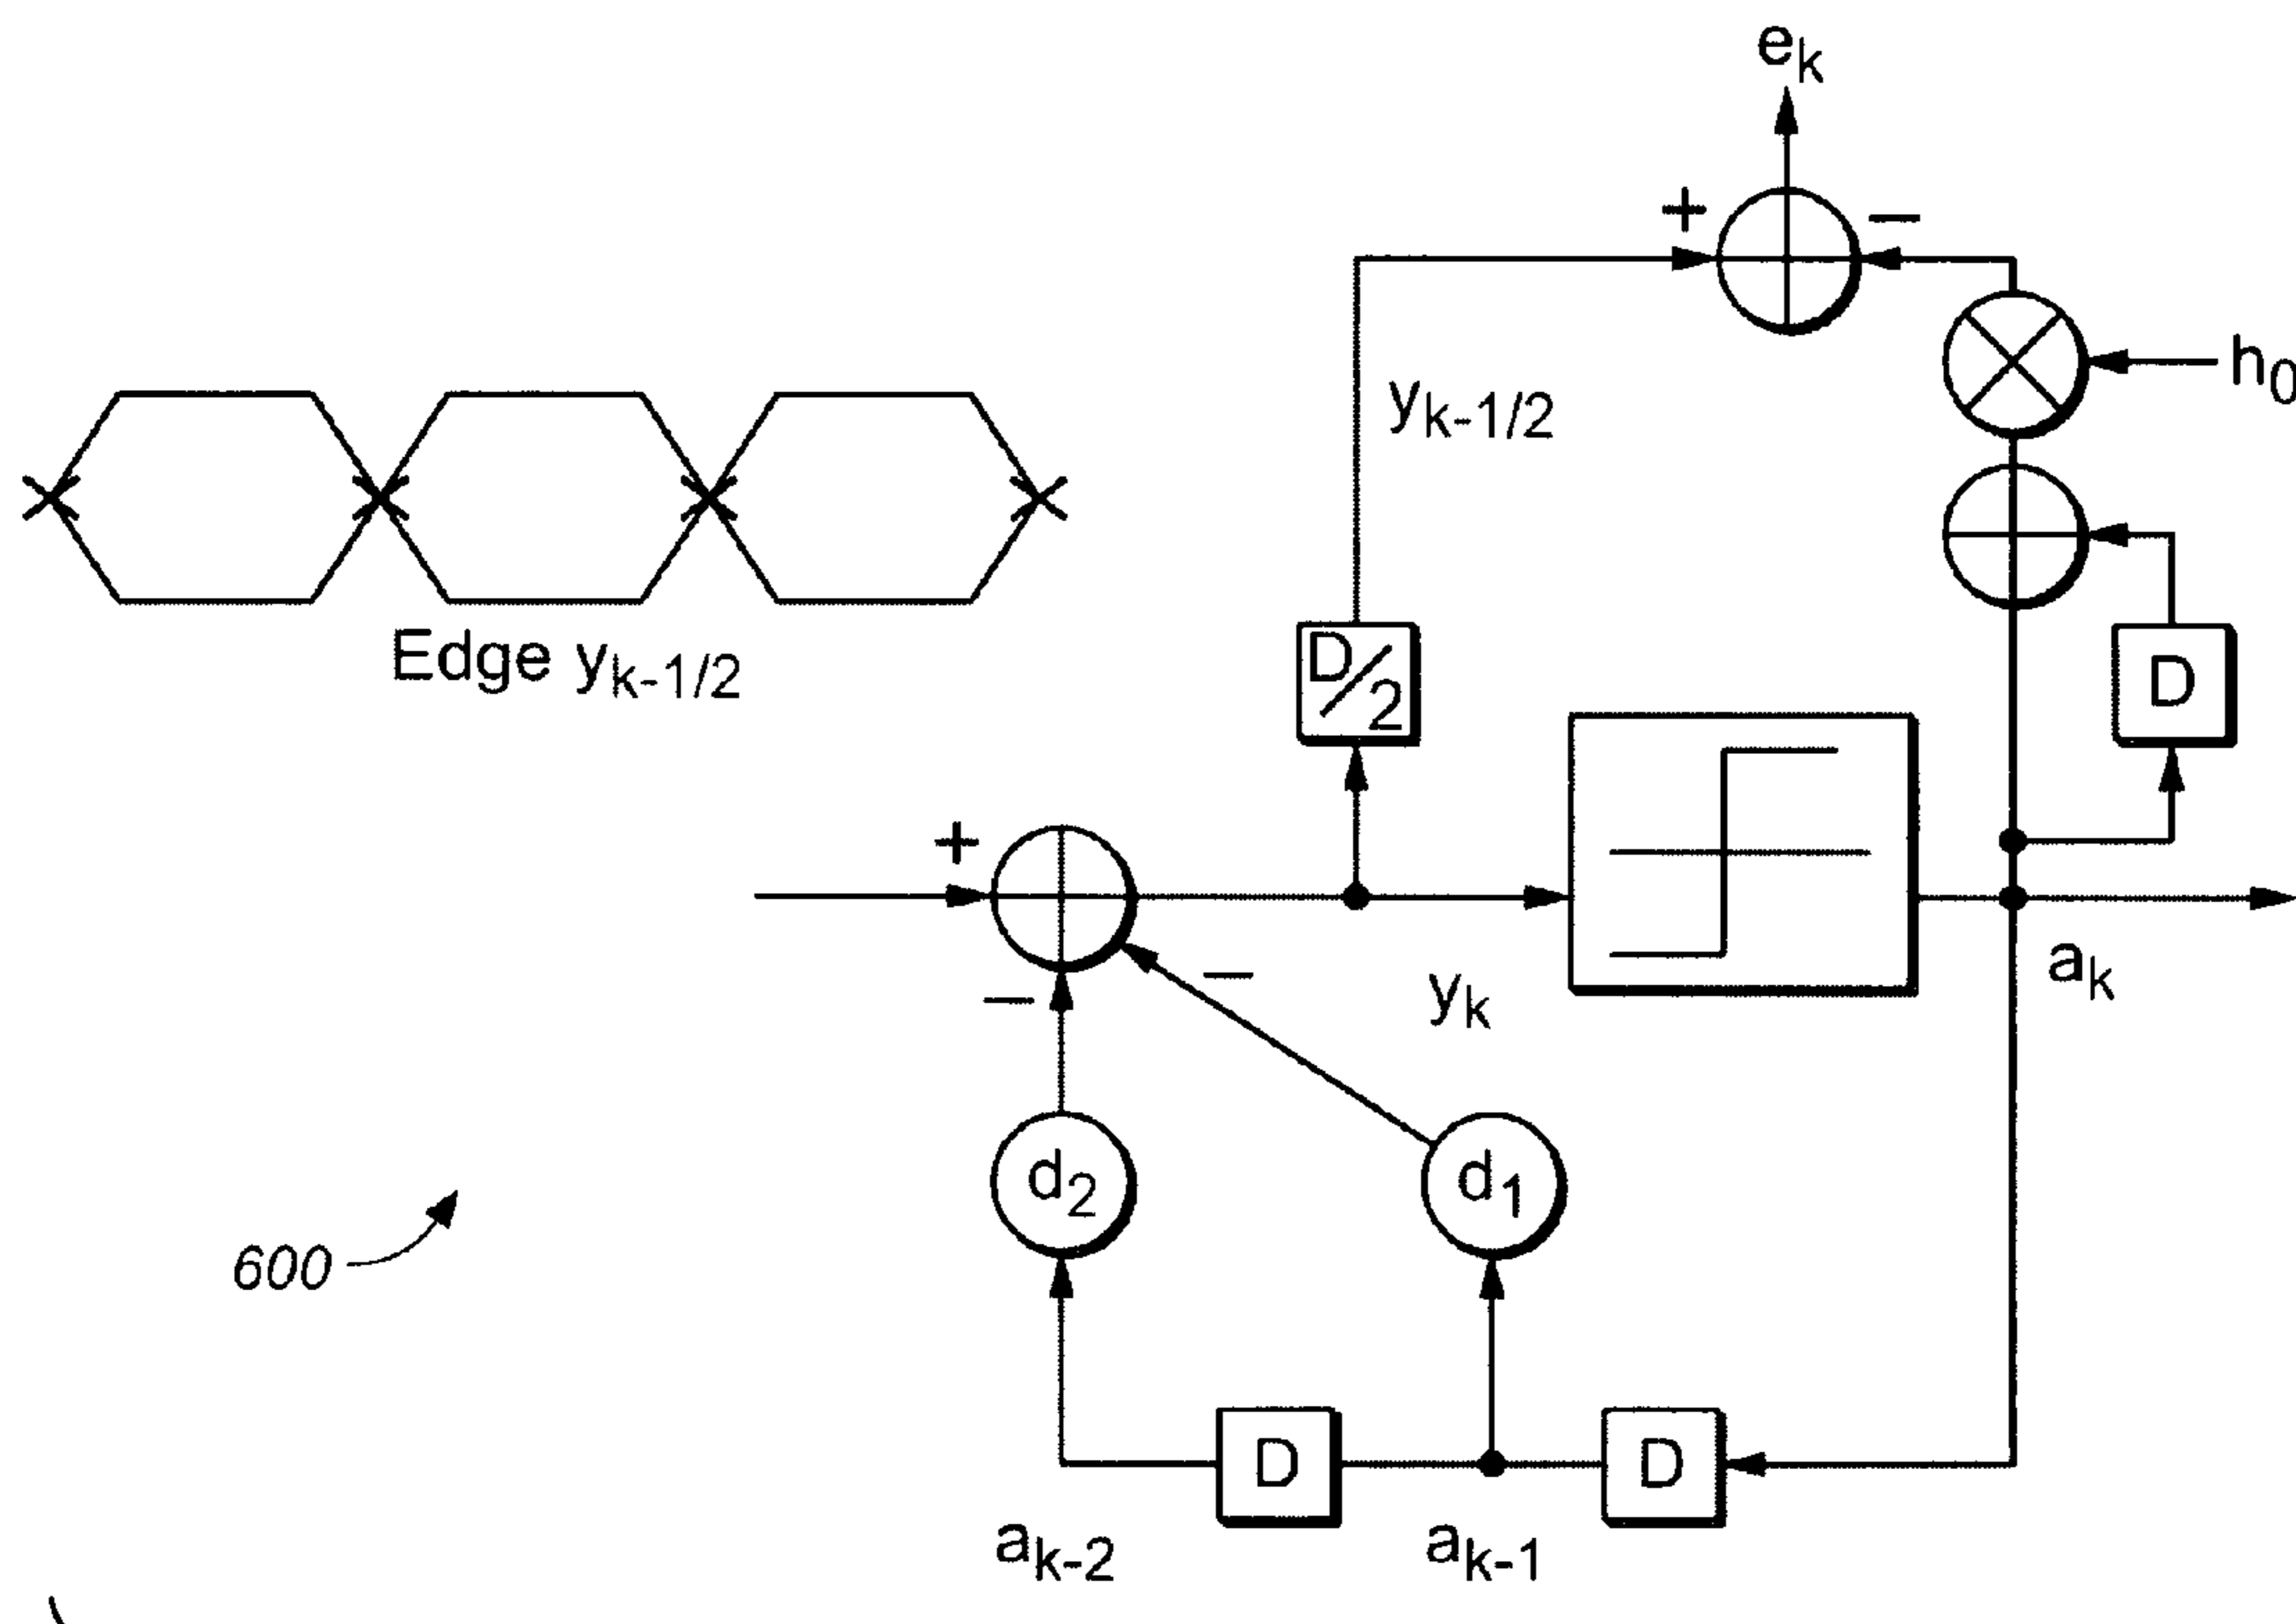 e_k
+ −
h_0
y_{k-1/2}
Edge y_{k-1/2}
D/2
D
+
−
−
y_k
a_k
d_2
d_1
600
D
D
a_{k-2}
a_{k-1}